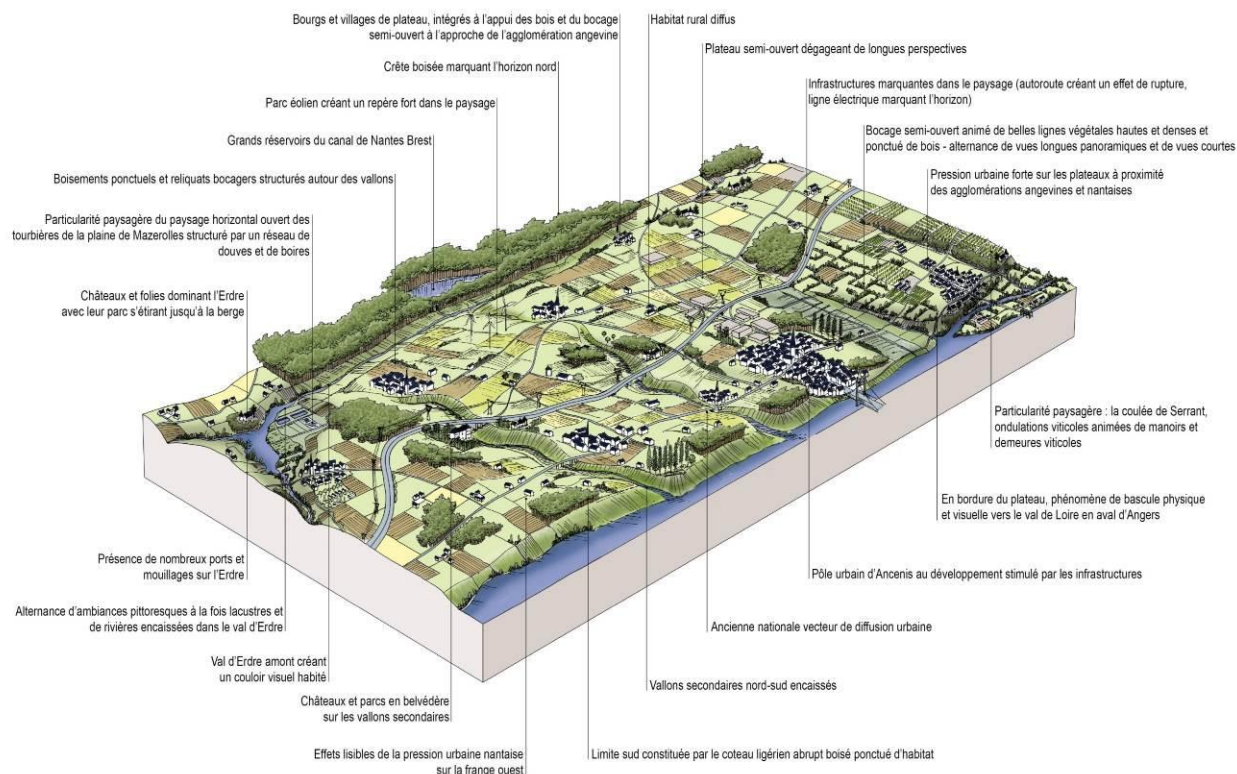 Bourgs et villages de plateau, intégrés à l'appui des bois et du bocage
semi-ouvert à l'approche de l'agglomération angevine
Habitat rural diffus
Plateau semi-ouvert dégageant de longues perspectives
Crête boisée marquant l'horizon nord
Infrastructures marquantes dans le paysage (autoroute créant un effet de rupture,
ligne électrique marquant l'horizon)
Parc éolien créant un repère fort dans le paysage
Grands réservoirs du canal de Nantes Brest
Bocage semi-ouvert animé de belles lignes végétales hautes et denses et
ponctué de bois - alternance de vues longues panoramiques et de vues courtes
Boisements ponctuels et reliquats bocagers structurés autour des vallons
Pression urbaine forte sur les plateaux à proximité
des agglomérations angevines et nantaises
Particularité paysagère du paysage horizontal ouvert des
tourbières de la plaine de Mazerolles structuré par un réseau de
douves et de boires
Châteaux et folies dominant l'Erdre
avec leur parc s'étirant jusqu'à la berge
Particularité paysagère : la coulée de Serrant,
ondulations viticoles animées de manoirs et
demeures viticoles
En bordure du plateau, phénomène de bascule physique
et visuelle vers le val de Loire en aval d'Angers
Présence de nombreux ports et
mouillages sur l'Erdre
Pôle urbain d'Ancenis au développement stimulé par les infrastructures
Alternance d'ambiances pittoresques à la fois lacustres et
de rivières encaissées dans le val d'Erdre
Ancienne nationale vecteur de diffusion urbaine
Val d'Erdre amont créant
un couloir visuel habité
Vallons secondaires nord-sud encaissés
Châteaux et parcs en belvédère
sur les vallons secondaires
Effets lisibles de la pression urbaine nantaise
sur la frange ouest
Limite sud constituée par le coteau ligérien abrupt boisé ponctué d'habitat